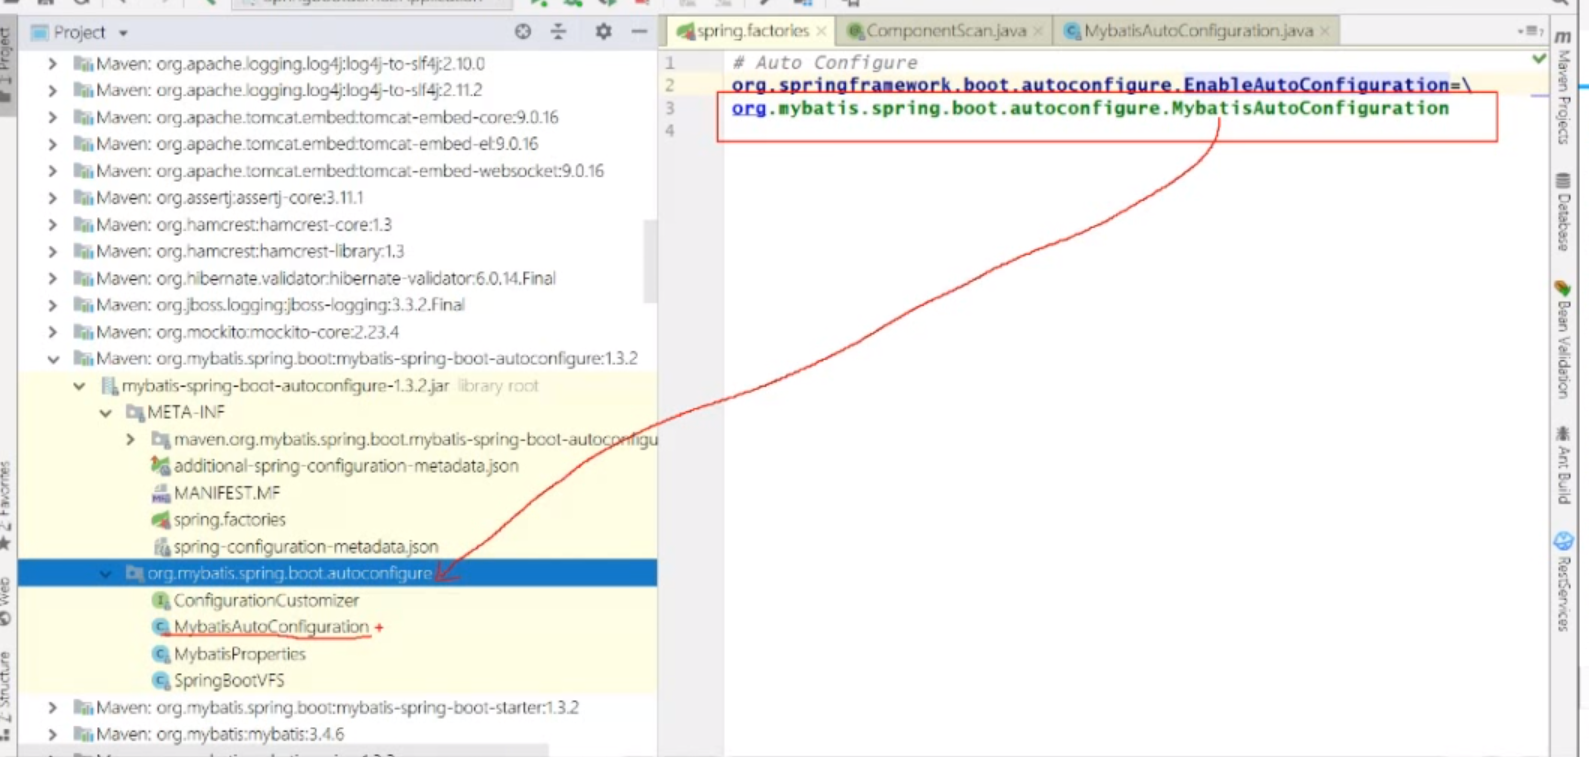 1: Project
Project
Maven: org.apache.logging.log4j:log4j-to-slf4j:2.10.0
Maven: org.apache.logging.log4j:log4j-to-slf4j:2.11.2
Maven: org.apache.tomcat.embed:tomcat-embed-core:9.0.16
Maven: org.apache.tomcat.embed:tomcat-embed-el:9.0.16
Maven: org.apache.tomcat.embed:tomcat-embed-websocket:9.0.16
Maven: org.assertj:assertj-core:3.11.1
Maven: org.hamcrest:hamcrest-core:1.3
Maven: org.hamcrest:hamcrest-library:1.3
Maven: org.hibernate.validator:hibernate-validator:6.0.14.Final
Maven: org.jboss.logging:jboss-logging:3.3.2.Final
Maven: org.mockito:mockito-core:2.23.4
Maven: org.mybatis.spring.boot:mybatis-spring-boot-autoconfigure:1.3.2
mybatis-spring-boot-autoconfigure-1.3.2.jar library root
META-INF
maven.org.mybatis.spring.boot.mybatis-spring-boot-autoconfigu
additional-spring-configuration-metadata.json
MANIFEST.MF
spring.factories
spring-configuration-metadata.json
org.mybatis.spring.boot.autoconfigure
ConfigurationCustomizer
MybatisAutoConfiguration
MybatisProperties
SpringBootVFS
Maven: org.mybatis.spring.boot:mybatis-spring-boot-starter:1.3.2
Maven: org.mybatis:mybatis:3.4.6
2: Favorites
Web
Z: Structure
spring.factories
ComponentScan.java
MybatisAutoConfiguration.java
1 # Auto Configure
2 org.springframework.boot.autoconfigure.EnableAutoConfiguration=\
3 org.mybatis.spring.boot.autoconfigure.MybatisAutoConfiguration
4
Maven Projects
Database
Bean Validation
Ant Build
RestServices